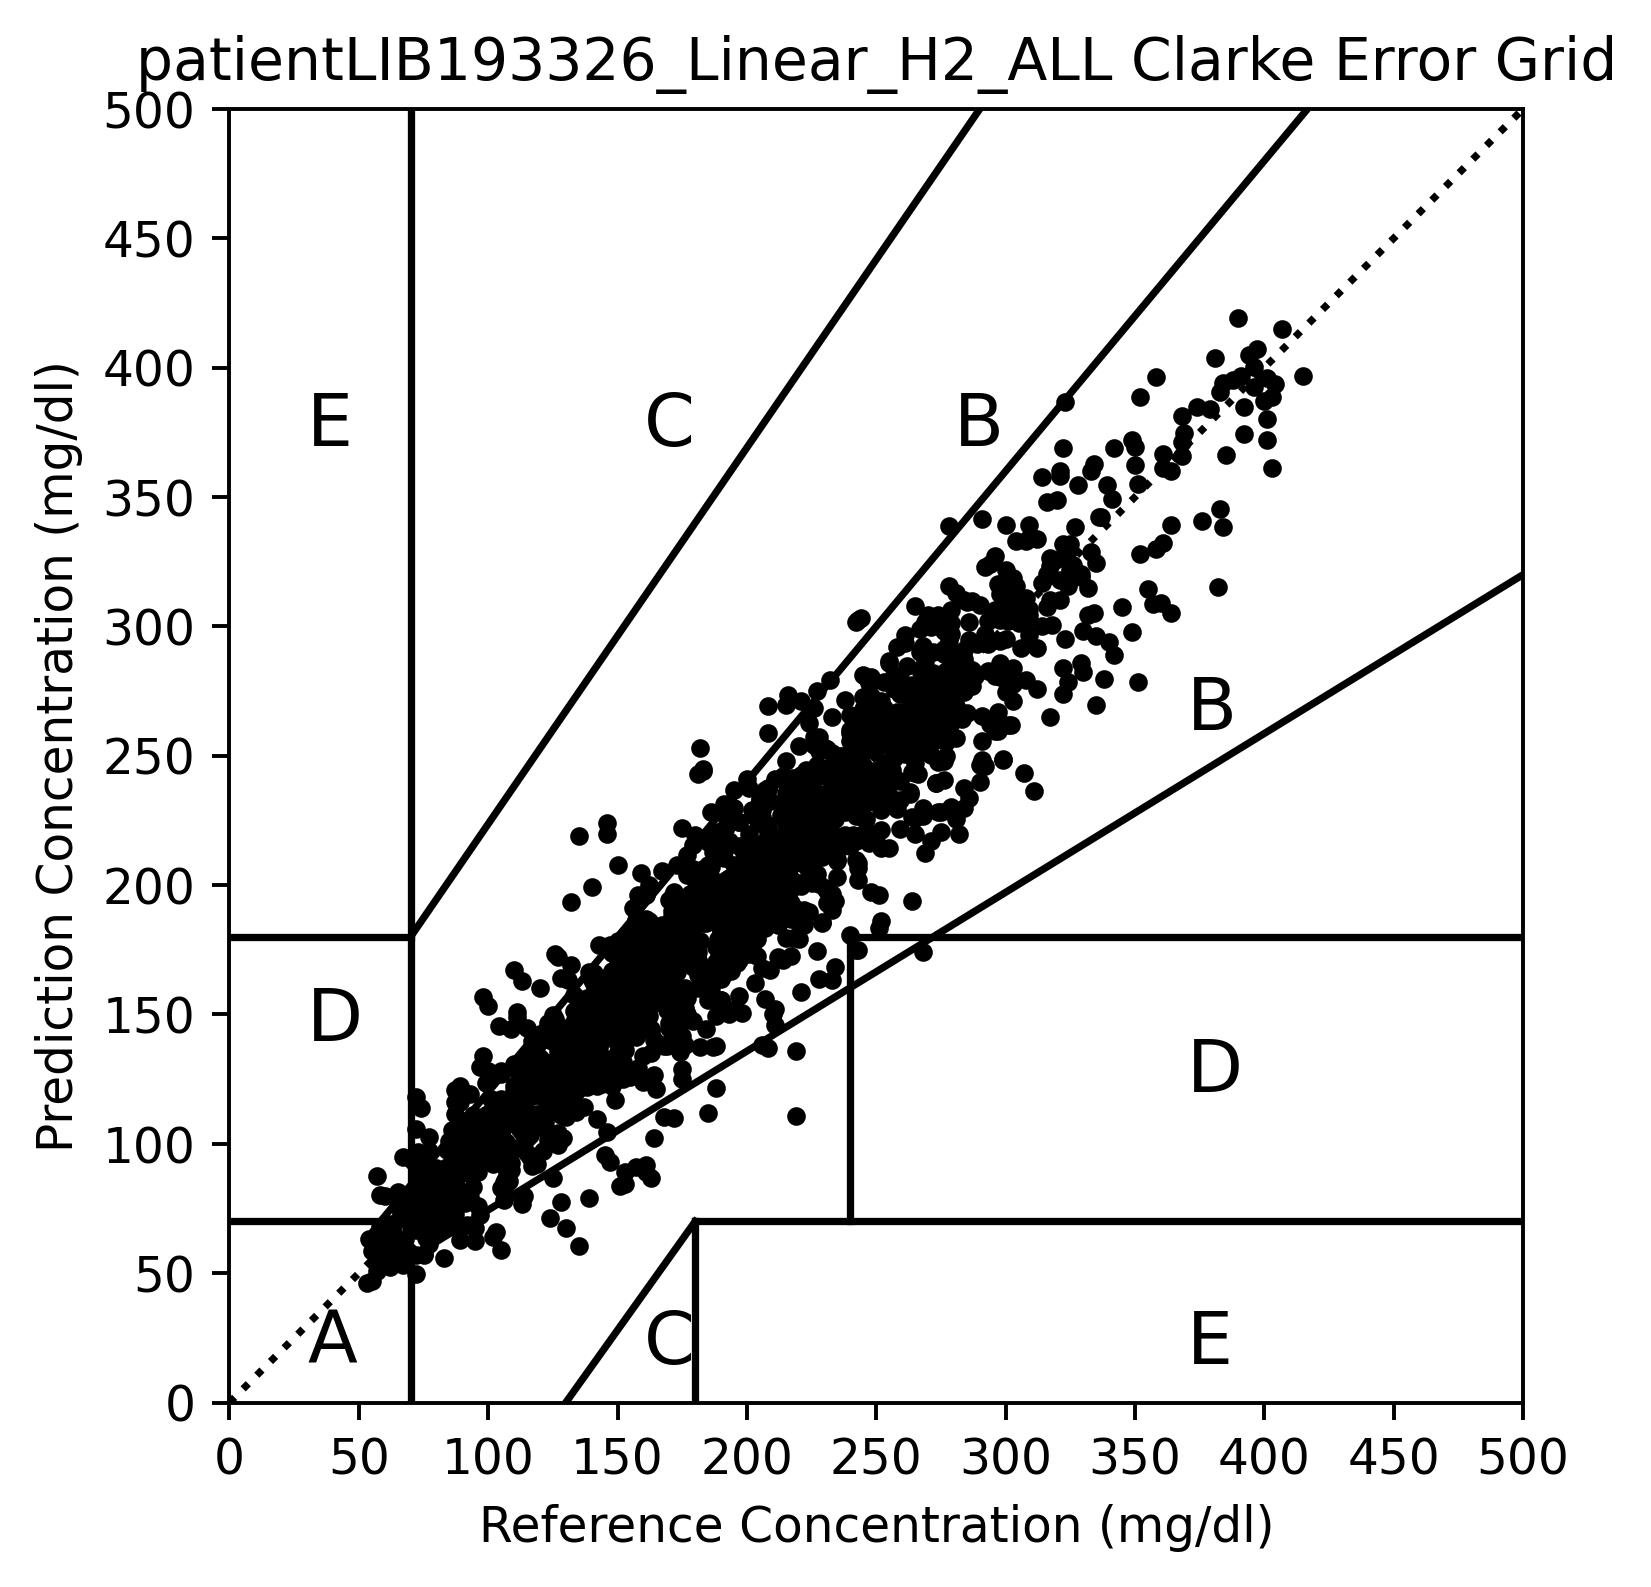 patientLIB193326_Linear_H2_ALL Clarke Error Grid
500
450
400
350
300
250
200
150
100
50
0
Prediction Concentration (mg/dl)
E
C
B
B
D
D
A
C
E
0 50 100 150 200 250 300 350 400 450 500
Reference Concentration (mg/dl)